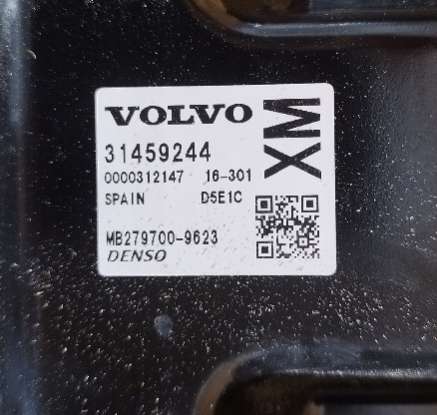 VOLVO
31459244
0000312147 16-301
SPAIN D5E1C
MB279700-9623
DENSO
XM